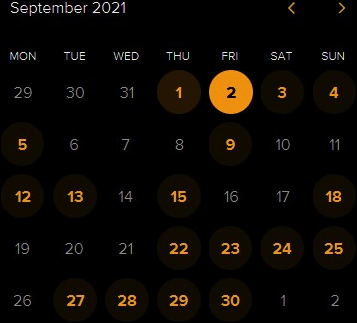 September 2021
MON TUE WED THU FRI SAT SUN
29 30 31 1 2 3 4
5 6 7 8 9 10 11
12 13 14 15 16 17 18
19 20 21 22 23 24 25
26 27 28 29 30 1 2